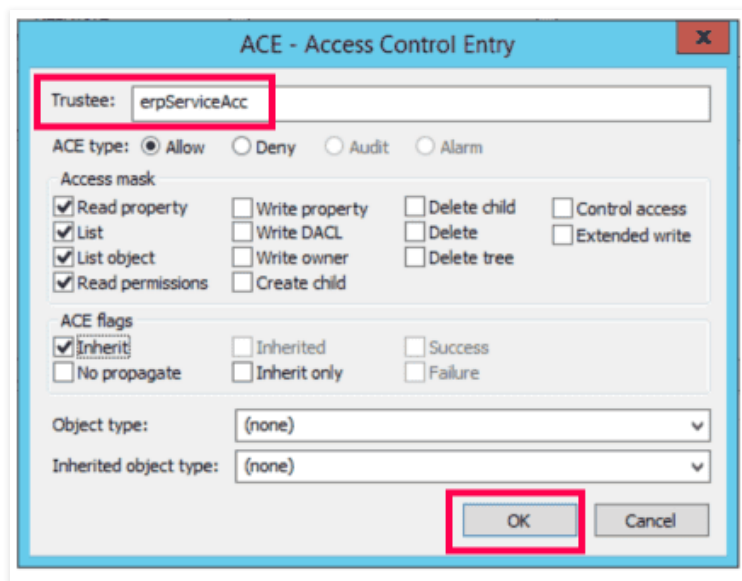 ACE - Access Control Entry
x
Trustee: erpServiceAcc
ACE type: Allow Deny Audit Alarm
Access mask
Read property Write property Delete child Control access
List Write DACL Delete Extended write
List object Write owner Delete tree
Read permissions Create child
ACE flags
Inherit Inherited Success
No propagate Inherit only Failure
Object type: (none)
Inherited object type: (none)
OK Cancel